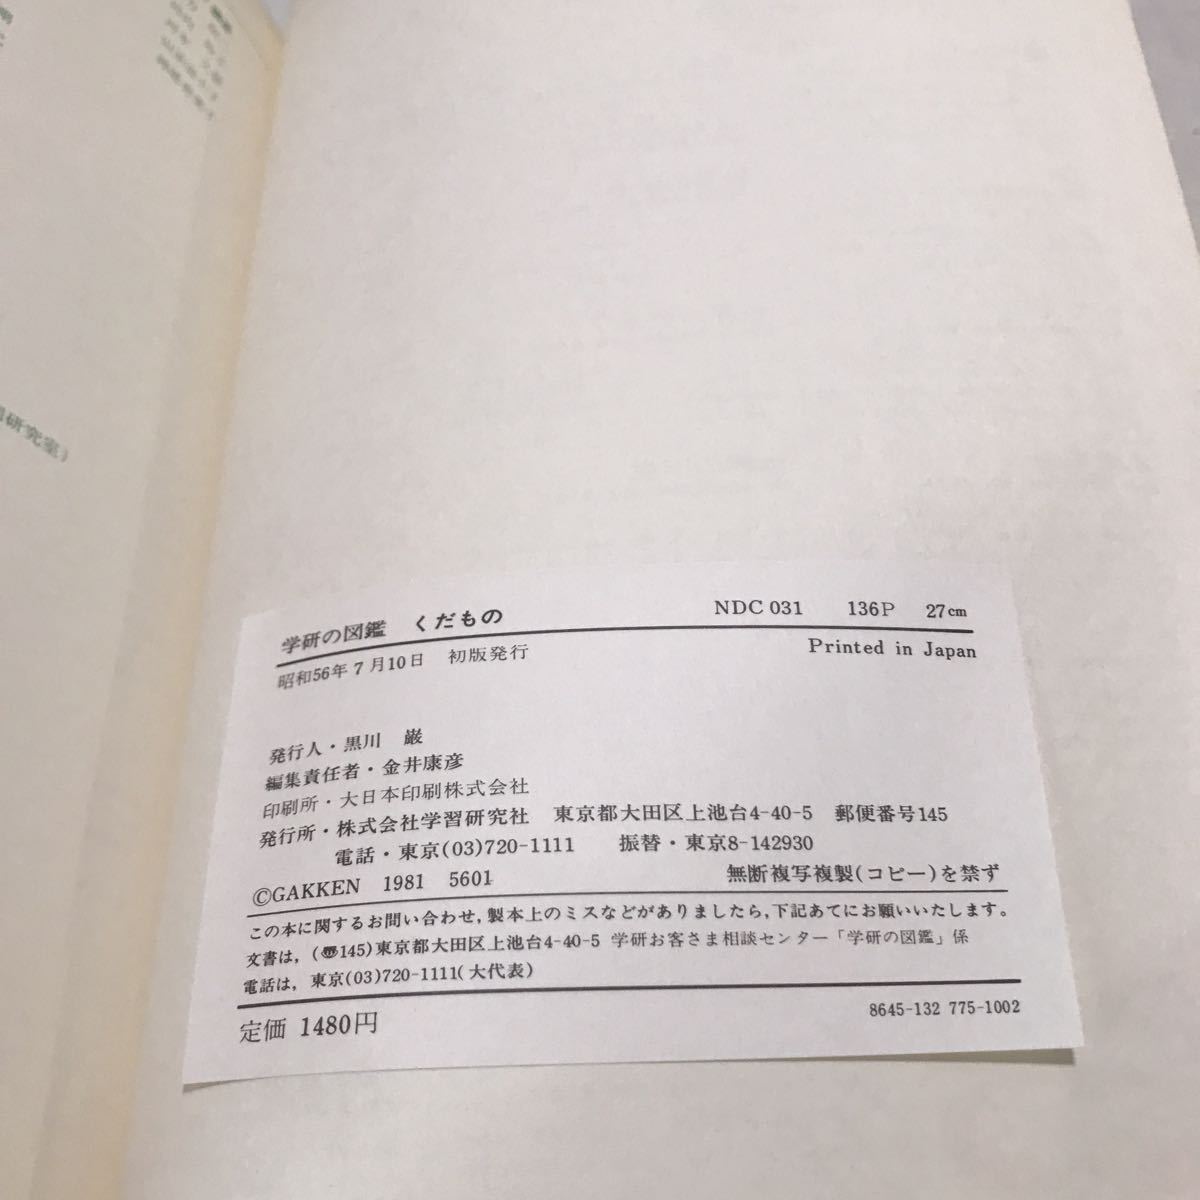 研究室)
学研の図鑑 くだもの NDC 031 136P 27cm
昭和56年7月10日 初版発行 Printed in Japan
発行人・黒川 巌
編集責任者・金井康彦
印刷所・大日本印刷株式会社
発行所・株式会社学習研究社 東京都大田区上池台4-40-5 郵便番号145
電話・東京(03)720-1111 振替・東京8-142930
©GAKKEN 1981 5601 無断複写複製(コピー)を禁ず
この本に関するお問い合わせ,製本上のミスなどがありましたら,下記あてにお願いいたします。
文書は,(〠145)東京都大田区上池台4-40-5 学研お客さま相談センター「学研の図鑑」係
電話は,東京(03)720-1111(大代表)
定価 1480円 8645-132 775-1002